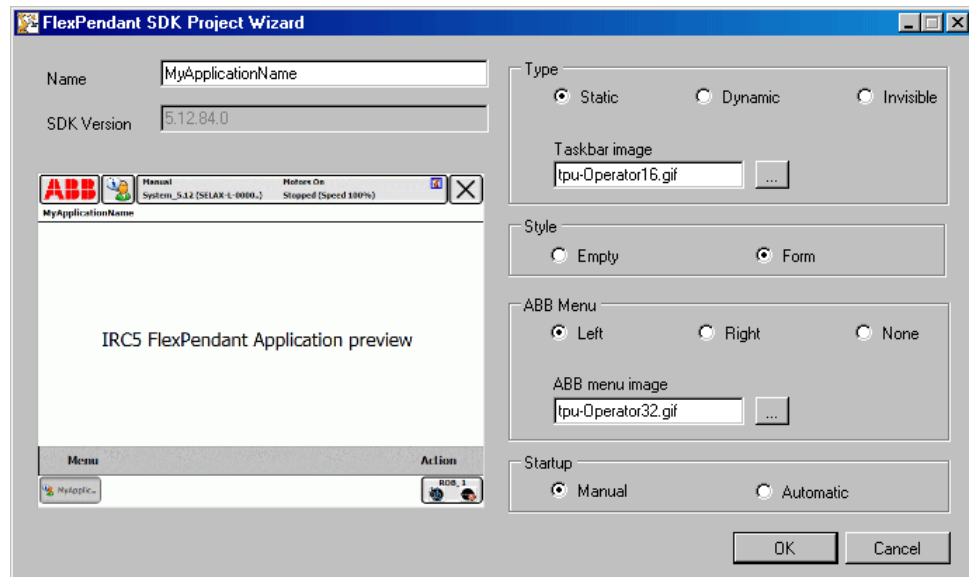 FlexPendant SDK Project Wizard
Name
MyApplicationName
SDK Version
5.12.84.0
ABB
Manual
Motors On
System_5.12 (SELAX-L-0000..)
Stopped (Speed 100%)
MyApplicationName
IRC5 FlexPendant Application preview
Menu
Action
MyApplic...
ROB_1
Type
Static
Dynamic
Invisible
Taskbar image
tpu-Operator16.gif
...
Style
Empty
Form
ABB Menu
Left
Right
None
ABB menu image
tpu-Operator32.gif
...
Startup
Manual
Automatic
OK
Cancel